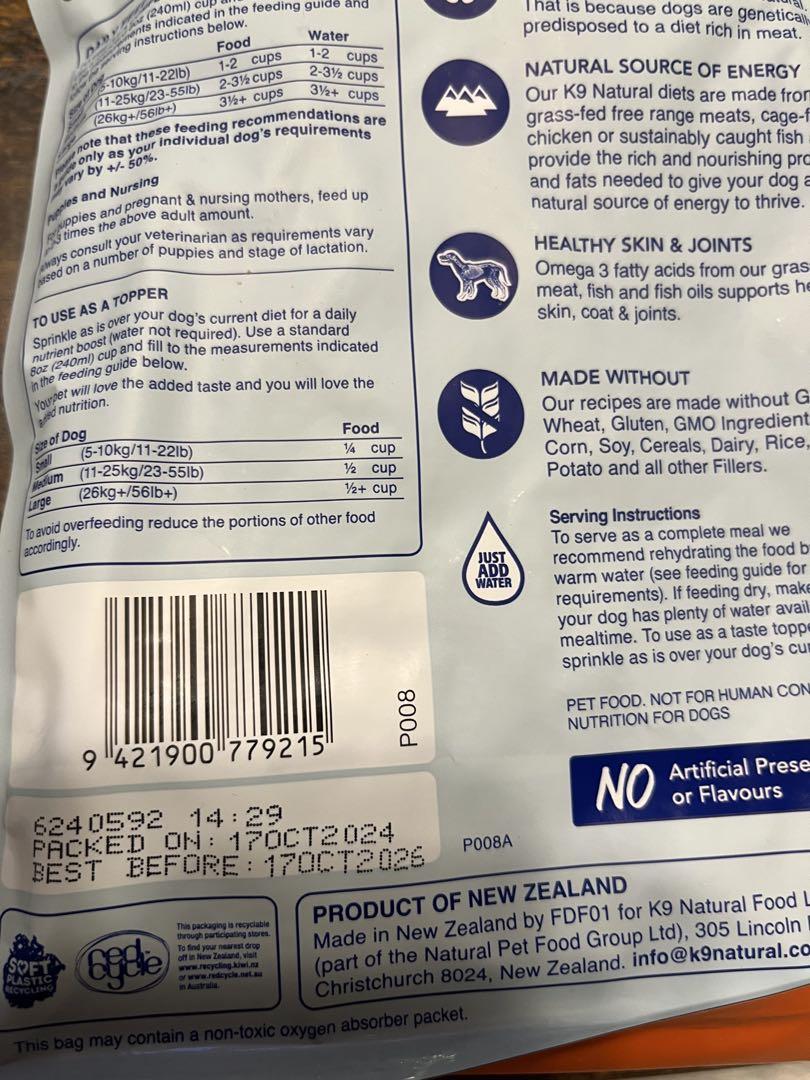 (240ml) cup
indicated in the feeding guide and
instructions below.
Food Water
5-10kg/11-22lb) 1-2 cups 1-2 cups
(11-25kg/23-55lb) 2-3½ cups 2-3½ cups
(26kg+/56lb+) 3½+ cups 3½+ cups
note that these feeding recommendations are
only as your individual dog's requirements
vary by +/- 50%.
Puppies and Nursing
puppies and pregnant & nursing mothers, feed up
times the above adult amount.
Always consult your veterinarian as requirements vary
based on a number of puppies and stage of lactation.
TO USE AS A TOPPER
Sprinkle as is over your dog's current diet for a daily
nutrient boost (water not required). Use a standard
8oz (240ml) cup and fill to the measurements indicated
in the feeding guide below.
Your pet will love the added taste and you will love the
added nutrition.
Size of Dog Food
Small (5-10kg/11-22lb) ¼ cup
Medium (11-25kg/23-55lb) ½ cup
Large (26kg+/56lb+) ½+ cup
To avoid overfeeding reduce the portions of other food
accordingly.
9 421900 779215
P008
6240592 14:29
PACKED ON: 17OCT2024
BEST BEFORE: 17OCT2026
P008A
SOFT
PLASTIC
RECYCLING
red
cycle
This packaging is recyclable
through participating stores.
To find your nearest drop
off in New Zealand, visit
www.recycling.kiwi.nz
or www.redcycle.net.au
in Australia.
This bag may contain a non-toxic oxygen absorber packet.
That is because dogs are genetically
predisposed to a diet rich in meat.
NATURAL SOURCE OF ENERGY
Our K9 Natural diets are made from
grass-fed free range meats, cage-f
chicken or sustainably caught fish
provide the rich and nourishing pro
and fats needed to give your dog a
natural source of energy to thrive.
HEALTHY SKIN & JOINTS
Omega 3 fatty acids from our gras
meat, fish and fish oils supports he
skin, coat & joints.
MADE WITHOUT
Our recipes are made without G
Wheat, Gluten, GMO Ingredient
Corn, Soy, Cereals, Dairy, Rice,
Potato and all other Fillers.
JUST
ADD
WATER
Serving Instructions
To serve as a complete meal we
recommend rehydrating the food b
warm water (see feeding guide for
requirements). If feeding dry, make
your dog has plenty of water avail
mealtime. To use as a taste toppe
sprinkle as is over your dog's cur
PET FOOD. NOT FOR HUMAN CON
NUTRITION FOR DOGS
NO Artificial Prese
or Flavours
PRODUCT OF NEW ZEALAND
Made in New Zealand by FDF01 for K9 Natural Food L
(part of the Natural Pet Food Group Ltd), 305 Lincoln
Christchurch 8024, New Zealand. info@k9natural.co